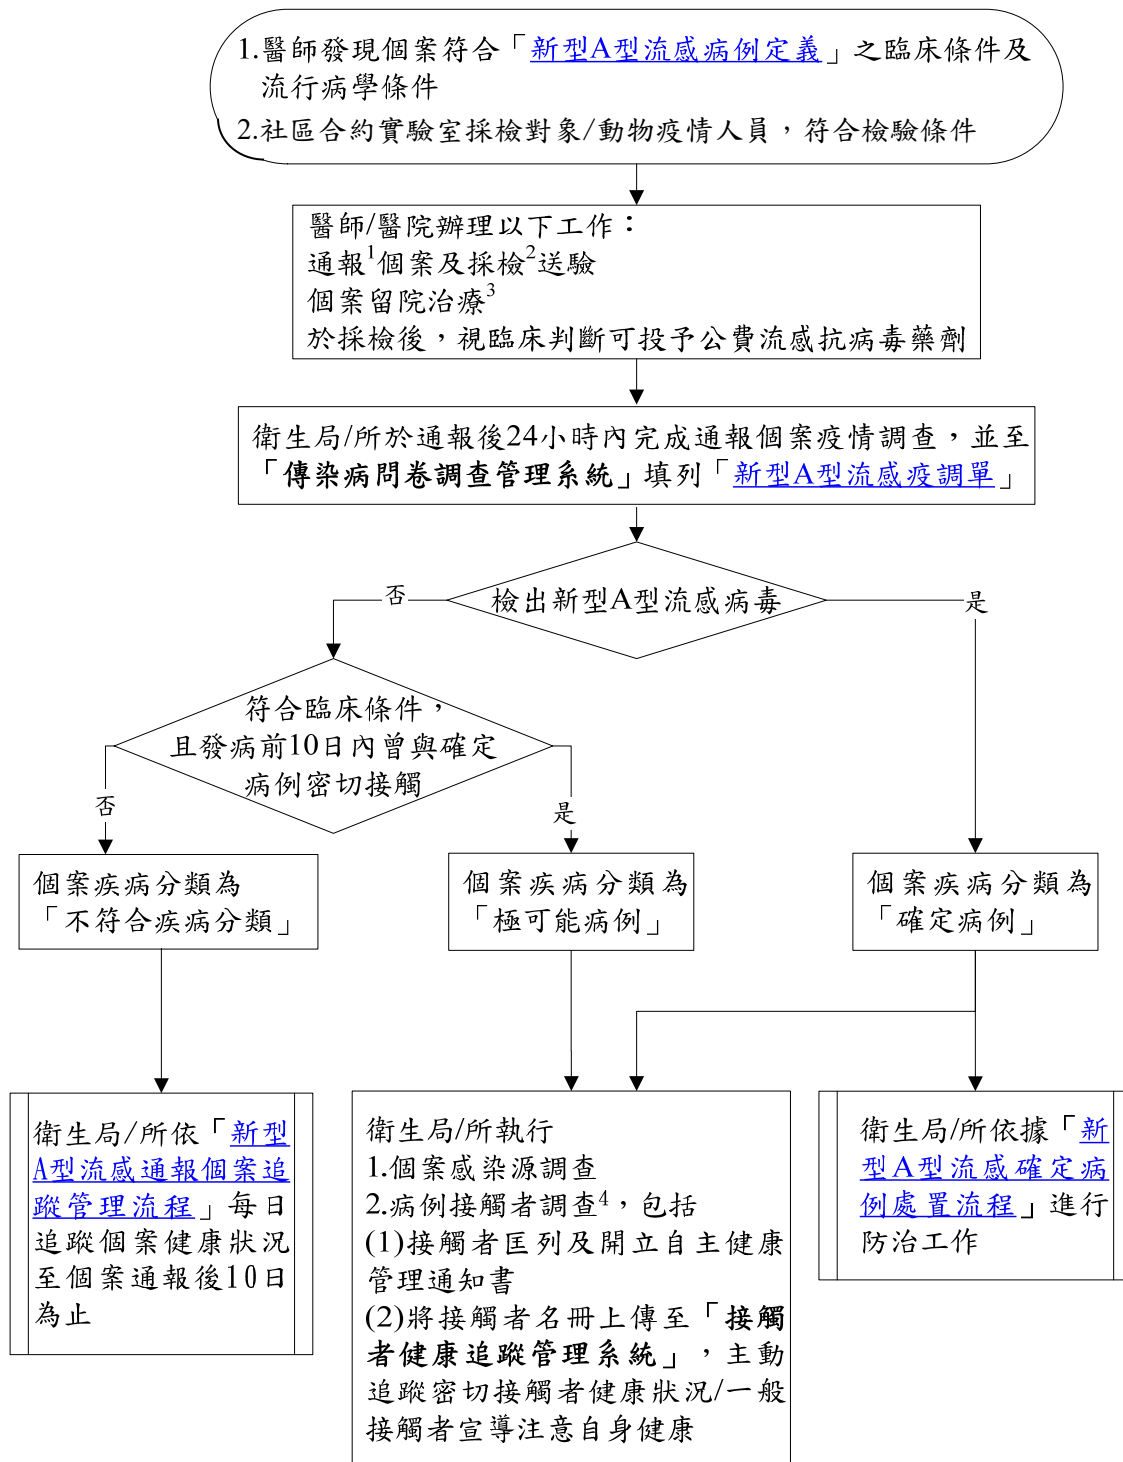 1.醫師發現個案符合「新型A型流感病例定義」之臨床條件及
流行病學條件
2.社區合約實驗室採檢對象/動物疫情人員，符合檢驗條件
醫師/醫院辦理以下工作：
通報1個案及採檢2送驗
個案留院治療3
於採檢後，視臨床判斷可投予公費流感抗病毒藥劑
衛生局/所於通報後24小時內完成通報個案疫情調查，並至
「傳染病問卷調查管理系統」填列「新型A型流感疫調單」
檢出新型A型流感病毒
否
是
符合臨床條件，
且發病前10日內曾與確定
病例密切接觸
否
是
個案疾病分類為
「不符合疾病分類」
個案疾病分類為
「極可能病例」
個案疾病分類為
「確定病例」
衛生局/所依「新型
A型流感通報個案追
蹤管理流程」每日
追蹤個案健康狀況
至個案通報後10日
為止
衛生局/所執行
1.個案感染源調查
2.病例接觸者調查4，包括
(1)接觸者匡列及開立自主健康
管理通知書
(2)將接觸者名冊上傳至「接觸
者健康追蹤管理系統」，主動
追蹤密切接觸者健康狀況/一般
接觸者宣導注意自身健康
衛生局/所依據「新
型A型流感確定病
例處置流程」進行
防治工作